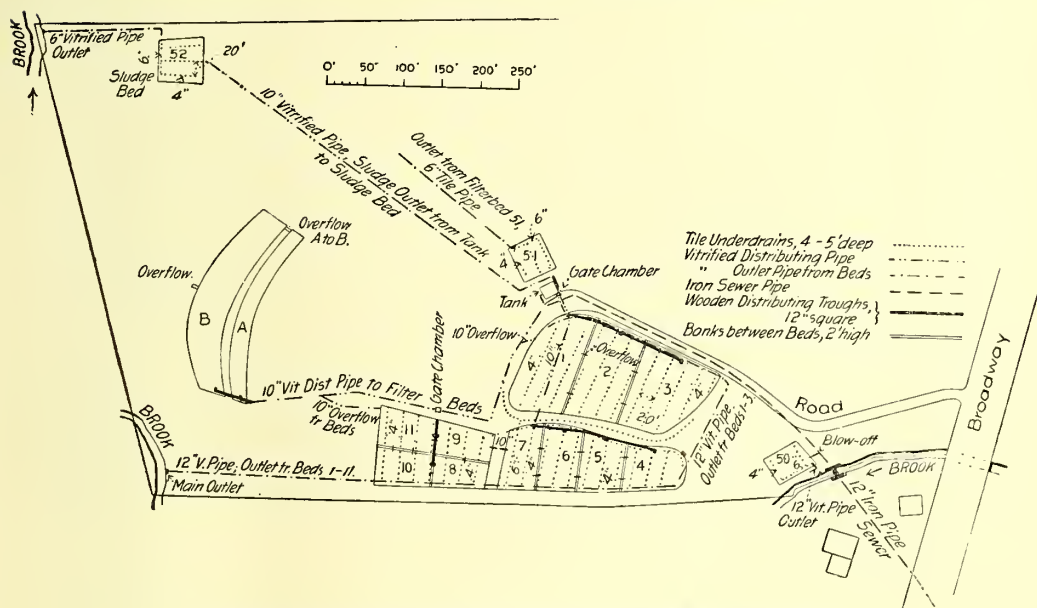 BROOK
6" Vitrified Pipe
Outlet
52
6"
20'
Sludge
Bed
4"
0' 50' 100' 150' 200' 250'
10" Vitrified Pipe, Sludge Outlet from Tank
to Sludge Bed
Outlet from Filterbed 51,
6" Tile Pipe
6"
51
4"
Gate Chamber
Tank
Tile Underdrains, 4 - 5' deep
Vitrified Distributing Pipe
" Outlet Pipe from Beds
Iron Sewer Pipe
Wooden Distributing Troughs,
12" square
Banks between Beds, 2' high
Overflow
A to B.
Overflow.
B
A
10" Overflow
Overflow
4"
10"
2
3
4"
20'
Road
Broadway
10" Vit Dist Pipe to Filter Beds
Gate Chamber
10" Overflow
fr Beds
4"
11
9
10
7
10
8
4"
6"
4"
6
5
4"
4
12" Vit Pipe
Outlet fr Beds 1-3
Blow-off
50
6"
4"
BROOK
12" Vit. Pipe
Outlet
12" Iron Pipe
Sewer
BROOK
12" V. Pipe; Outlet fr. Beds 1-11.
Main Outlet